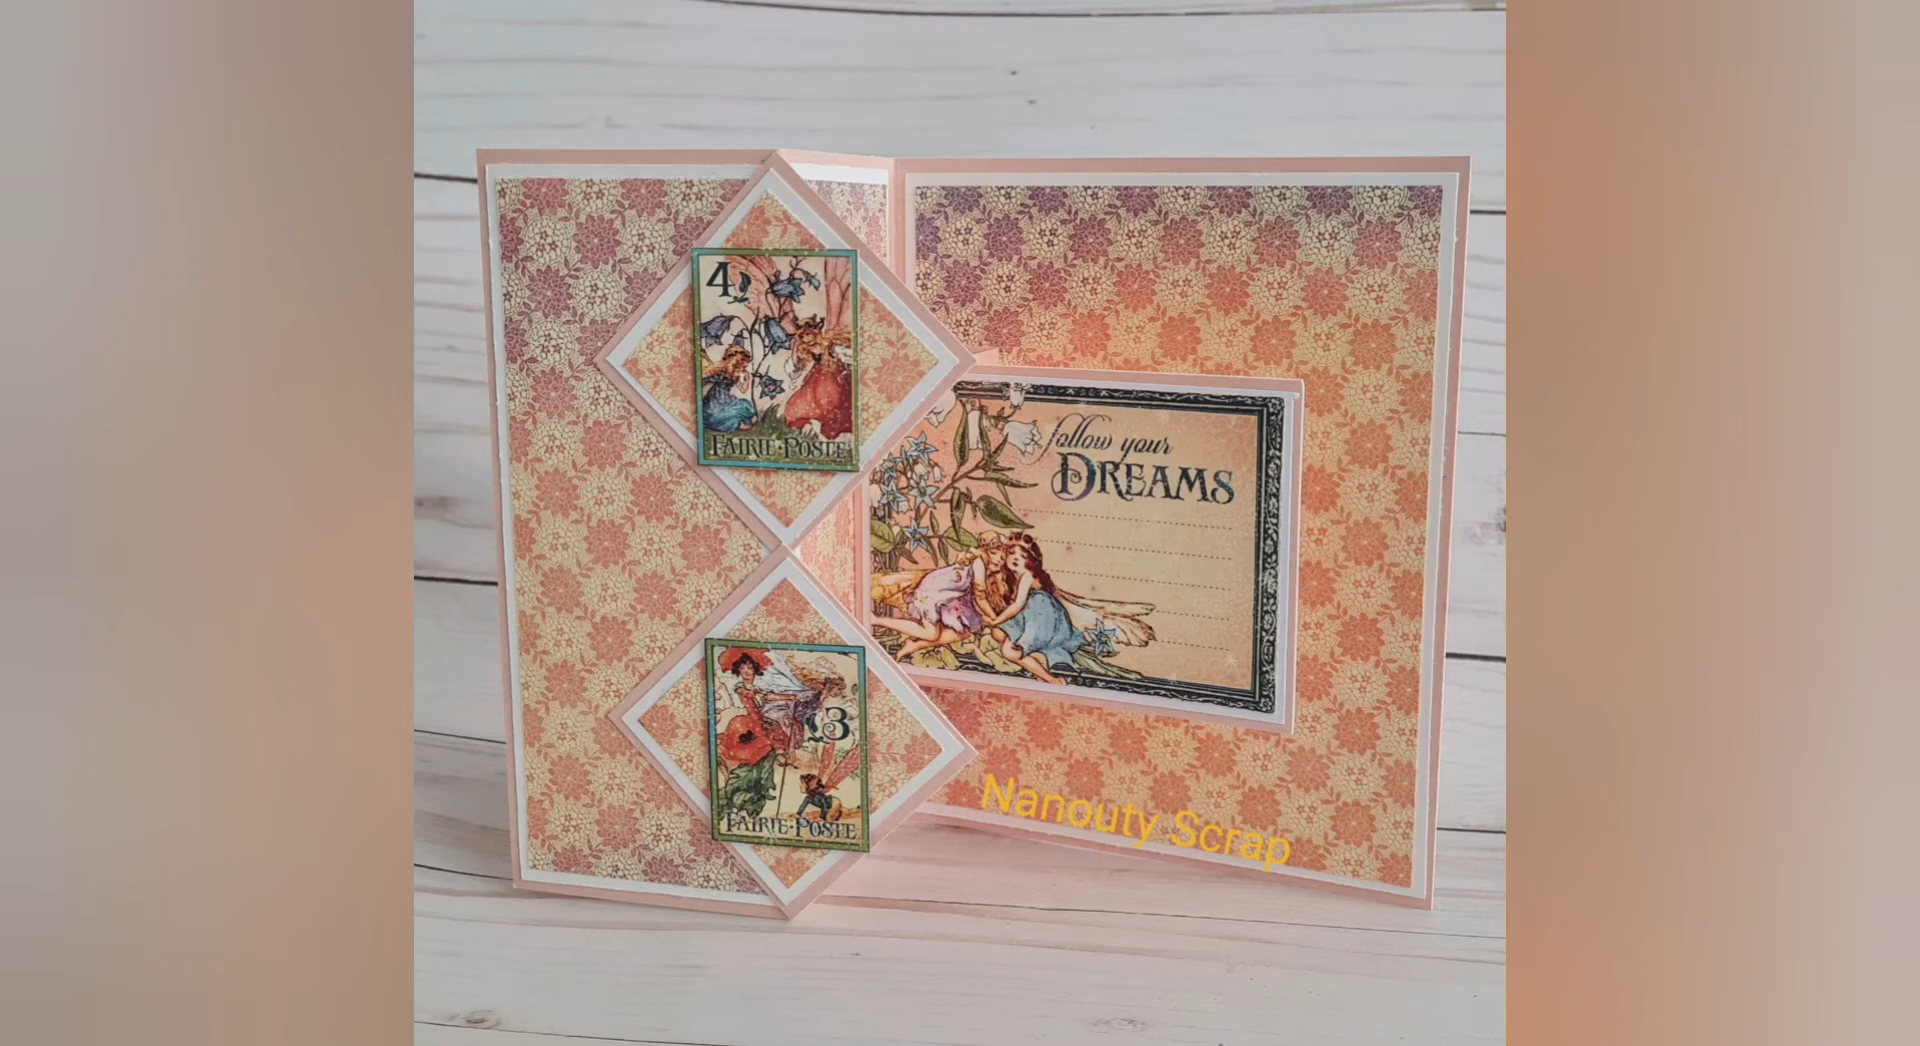 4
FAIRIE·POSTE
follow your
DREAMS
3
FAIRIE·POSTE
Nanouty Scrap